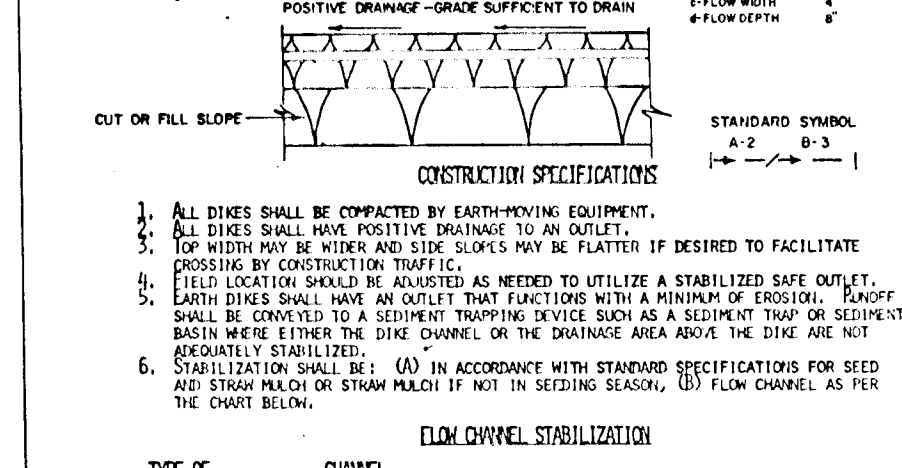 POSITIVE DRAINAGE-GRADE SUFFICIENT TO DRAIN
c-FLOW WIDTH 4'
d-FLOW DEPTH 8"
CUT OR FILL SLOPE
STANDARD SYMBOL
A-2 B-3
CONSTRUCTION SPECIFICATIONS
1. ALL DIKES SHALL BE COMPACTED BY EARTH-MOVING EQUIPMENT.
2. ALL DIKES SHALL HAVE POSITIVE DRAINAGE TO AN OUTLET.
3. TOP WIDTH MAY BE WIDER AND SIDE SLOPES MAY BE FLATTER IF DESIRED TO FACILITATE
CROSSING BY CONSTRUCTION TRAFFIC.
4. FIELD LOCATION SHOULD BE ADJUSTED AS NEEDED TO UTILIZE A STABILIZED SAFE OUTLET.
5. EARTH DIKES SHALL HAVE AN OUTLET THAT FUNCTIONS WITH A MINIMUM OF EROSION. RUNOFF
SHALL BE CONVEYED TO A SEDIMENT TRAPPING DEVICE SUCH AS A SEDIMENT TRAP OR SEDIMENT
BASIN WHERE EITHER THE DIKE CHANNEL OR THE DRAINAGE AREA ABOVE THE DIKE ARE NOT
ADEQUATELY STABILIZED.
6. STABILIZATION SHALL BE: (A) IN ACCORDANCE WITH STANDARD SPECIFICATIONS FOR SEED
AND STRAW MULCH OR STRAW MULCH IF NOT IN SEEDING SEASON, (B) FLOW CHANNEL AS PER
THE CHART BELOW.
FLOW CHANNEL STABILIZATION
TYPE OF CHANNEL